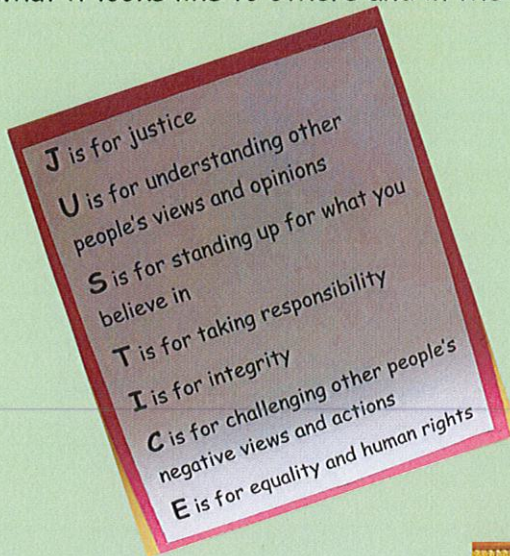 J is for justice
U is for understanding other
people's views and opinions
S is for standing up for what you
believe in
T is for taking responsibility
I is for integrity
C is for challenging other people's
negative views and actions
E is for equality and human rights